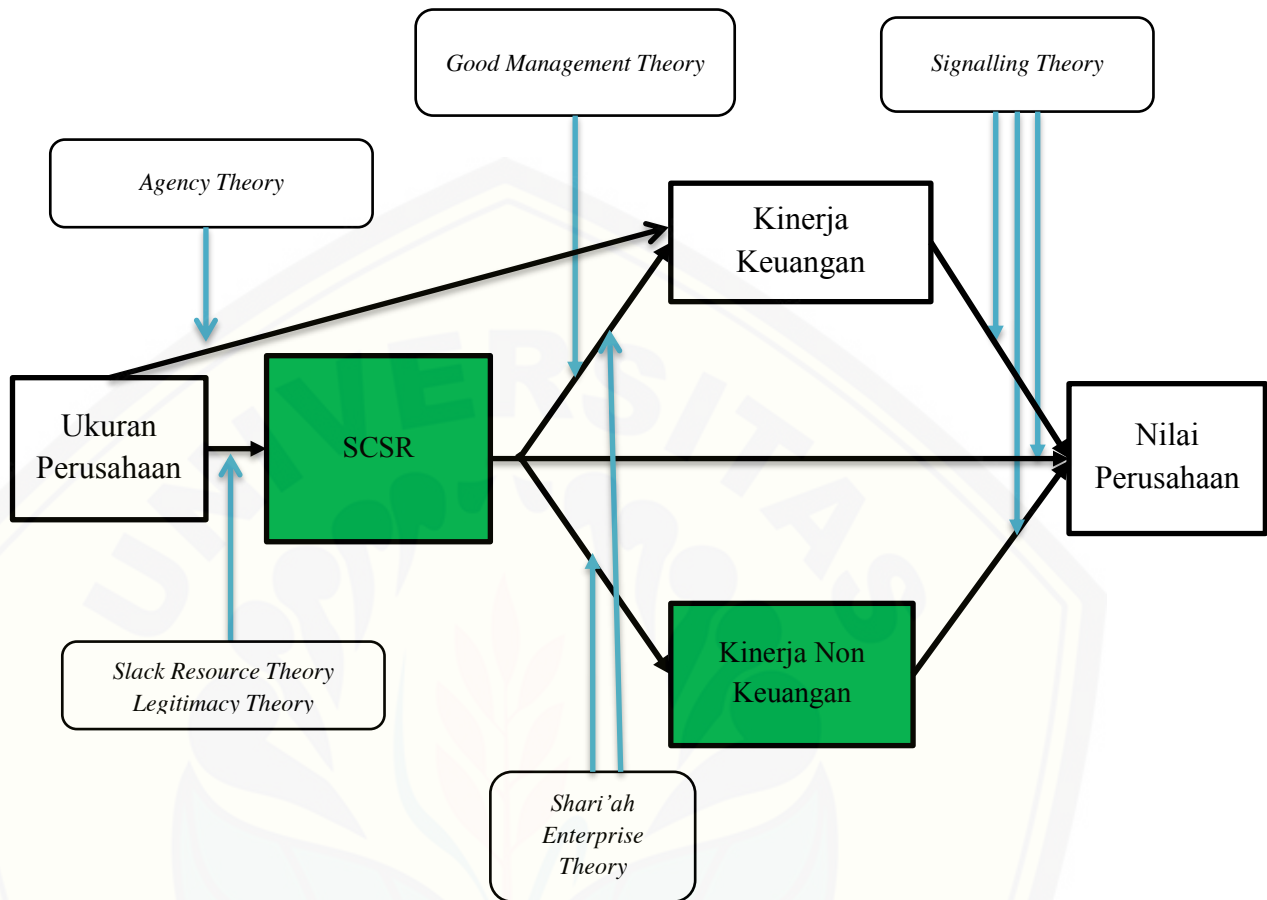 Good Management Theory
Signalling Theory
Agency Theory
Kinerja
Keuangan
Ukuran
Perusahaan
SCSR
Nilai
Perusahaan
Kinerja Non
Keuangan
Slack Resource Theory
Legitimacy Theory
Shari’ah
Enterprise
Theory
UNIVERSITAS